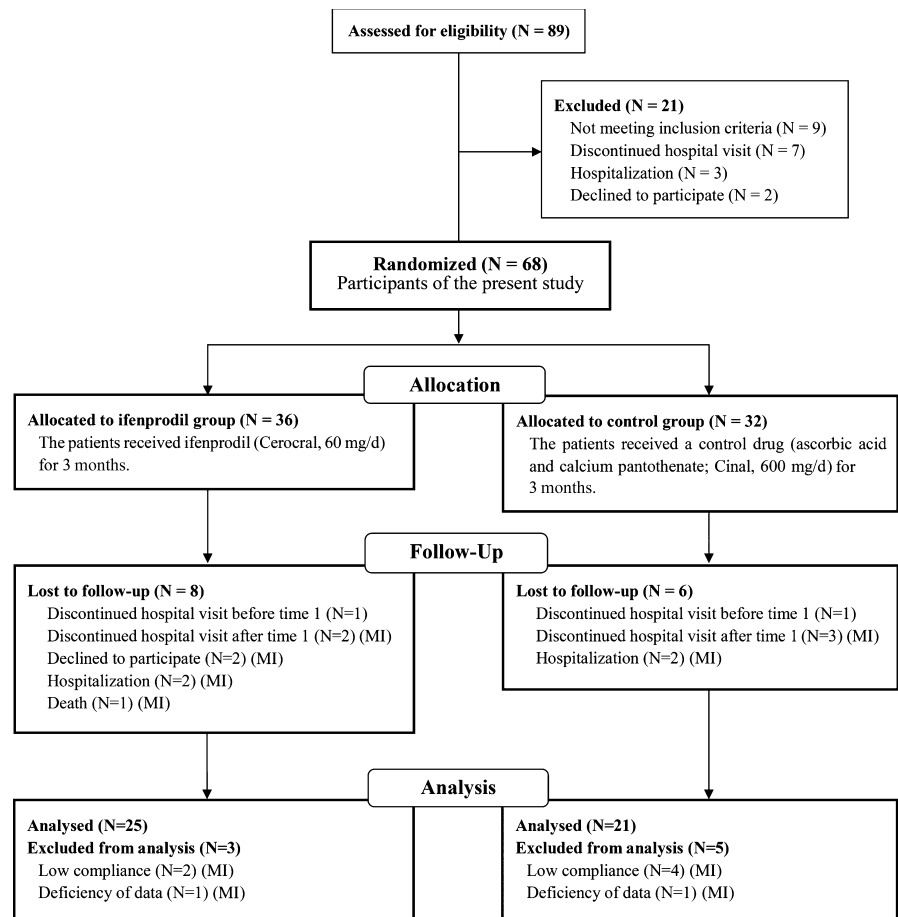 Assessed for eligibility (N = 89)
Excluded (N = 21)
Not meeting inclusion criteria (N = 9)
Discontinued hospital visit (N = 7)
Hospitalization (N = 3)
Declined to participate (N = 2)
Randomized (N = 68)
Participants of the present study
Allocation
Allocated to ifenprodil group (N = 36)
The patients received ifenprodil (Cerocral, 60 mg/d)
for 3 months.
Allocated to control group (N = 32)
The patients received a control drug (ascorbic acid
and calcium pantothenate; Cinal, 600 mg/d) for
3 months.
Follow-Up
Lost to follow-up (N = 8)
Discontinued hospital visit before time 1 (N=1)
Discontinued hospital visit after time 1 (N=2) (MI)
Declined to participate (N=2) (MI)
Hospitalization (N=2) (MI)
Death (N=1) (MI)
Lost to follow-up (N = 6)
Discontinued hospital visit before time 1 (N=1)
Discontinued hospital visit after time 1 (N=3) (MI)
Hospitalization (N=2) (MI)
Analysis
Analysed (N=25)
Excluded from analysis (N=3)
Low compliance (N=2) (MI)
Deficiency of data (N=1) (MI)
Analysed (N=21)
Excluded from analysis (N=5)
Low compliance (N=4) (MI)
Deficiency of data (N=1) (MI)